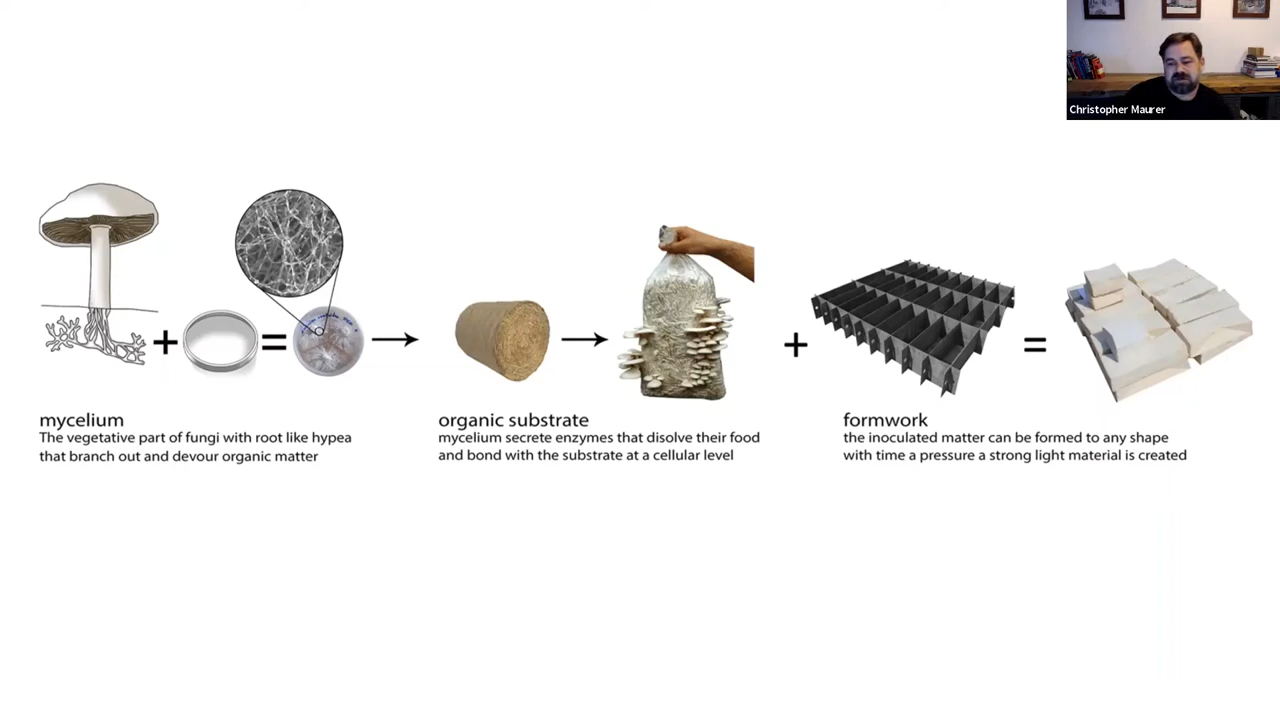 Christopher Maurer
mycelium
The vegetative part of fungi with root like hypea
that branch out and devour organic matter
organic substrate
mycelium secrete enzymes that disolve their food
and bond with the substrate at a cellular level
formwork
the inoculated matter can be formed to any shape
with time a pressure a strong light material is created